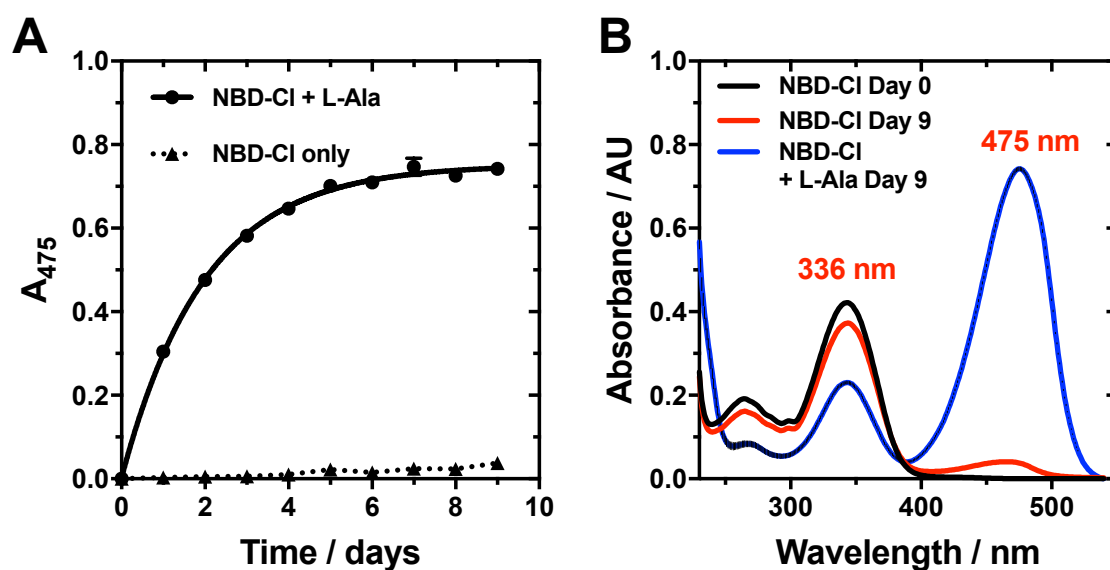 A
1.0
0.8
0.6
0.4
0.2
0.0
A475
NBD-Cl + L-Ala
NBD-Cl only
0
2
4
6
8
10
Time / days
B
1.0
0.8
0.6
0.4
0.2
0.0
Absorbance / AU
NBD-Cl Day 0
NBD-Cl Day 9
NBD-Cl
+ L-Ala Day 9
475 nm
336 nm
300
400
500
Wavelength / nm